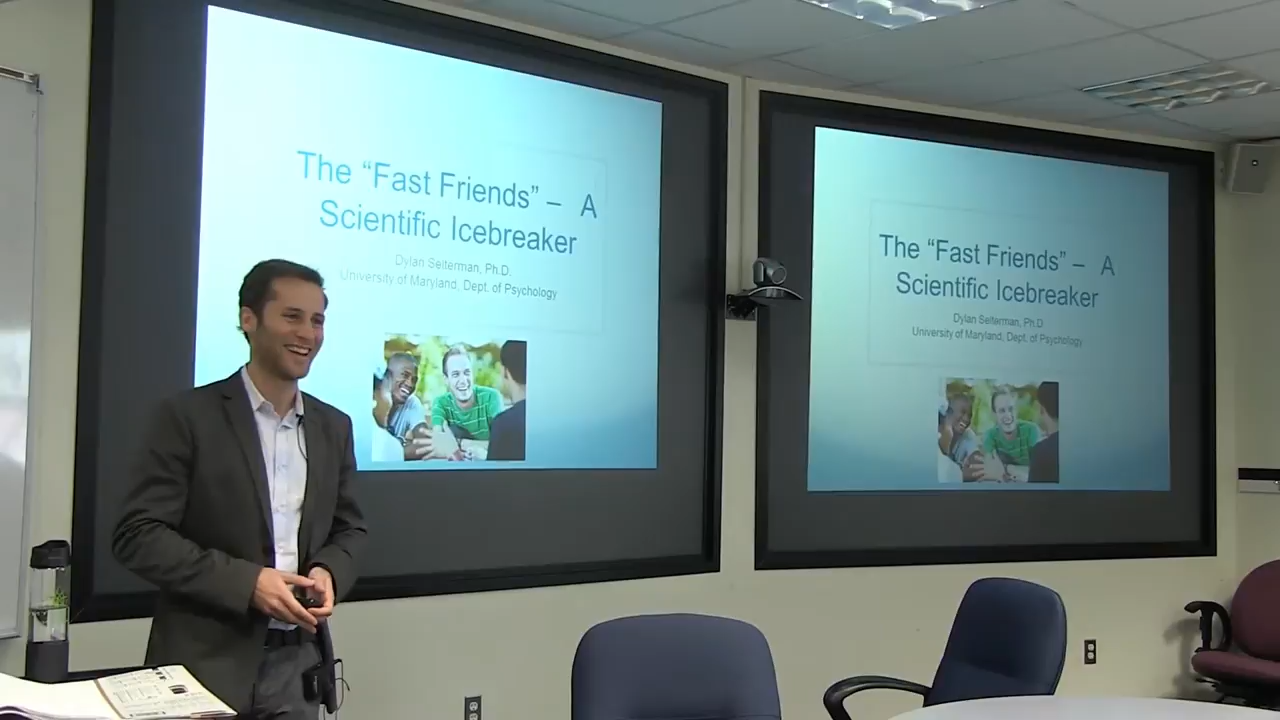 The “Fast Friends” – A
Scientific Icebreaker
Dylan Selterman, Ph.D.
University of Maryland, Dept. of Psychology
The “Fast Friends” – A
Scientific Icebreaker
Dylan Selterman, Ph.D.
University of Maryland, Dept. of Psychology